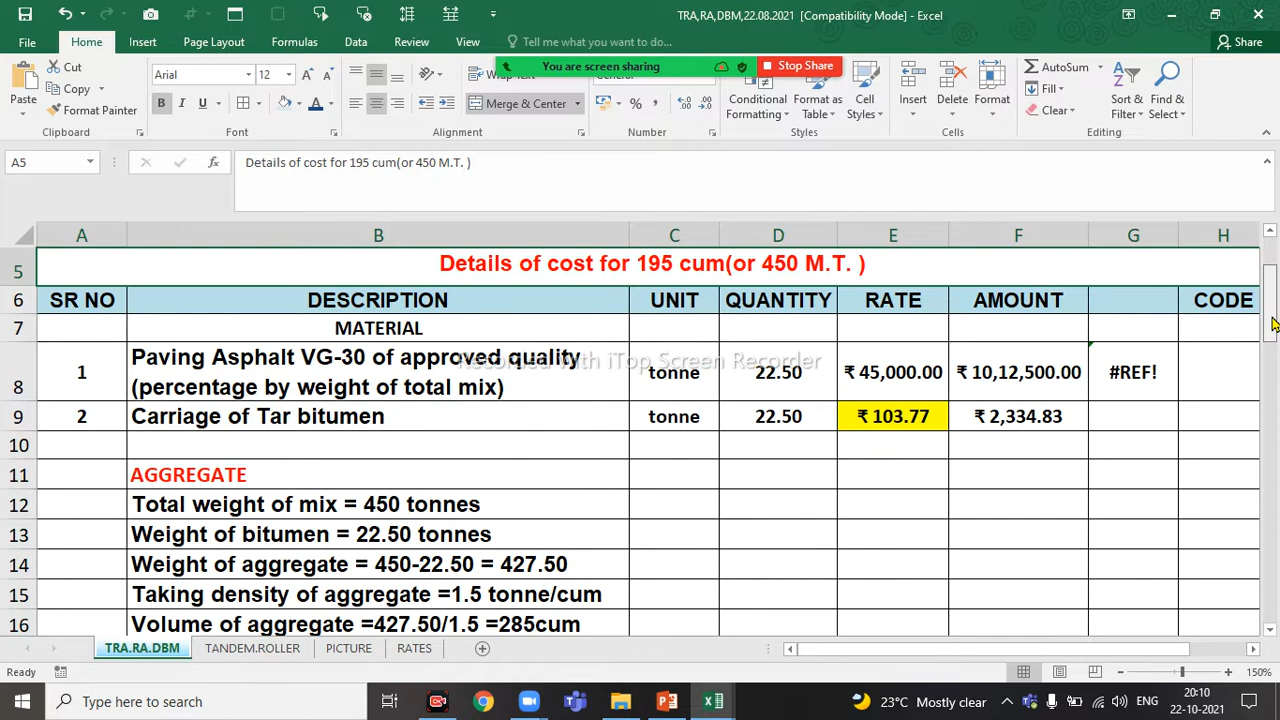 TRA,RA,DBM,22.08.2021 [Compatibility Mode] - Excel
File Home Insert Page Layout Formulas Data Review View Tell me what you want to do... Share
You are screen sharing Stop Share
Paste Cut Copy Format Painter
Arial 12
B I U
Merge & Center
Conditional Formatting Format as Table Cell Styles
Insert Delete Format
AutoSum Fill Clear
Sort & Filter Find & Select
Clipboard Font Alignment Number Styles Cells Editing
A5 fx Details of cost for 195 cum(or 450 M.T. )
A B C D E F G H
5 Details of cost for 195 cum(or 450 M.T. )
6 SR NO DESCRIPTION UNIT QUANTITY RATE AMOUNT CODE
7 MATERIAL
8 1 Paving Asphalt VG-30 of approved quality (percentage by weight of total mix) tonne 22.50 ₹ 45,000.00 ₹ 10,12,500.00 #REF!
Recorded with iTop Screen Recorder
9 2 Carriage of Tar bitumen tonne 22.50 ₹ 103.77 ₹ 2,334.83
10
11 AGGREGATE
12 Total weight of mix = 450 tonnes
13 Weight of bitumen = 22.50 tonnes
14 Weight of aggregate = 450-22.50 = 427.50
15 Taking density of aggregate =1.5 tonne/cum
16 Volume of aggregate =427.50/1.5 =285cum
TRA.RA.DBM TANDEM.ROLLER PICTURE RATES
Ready 150%
Type here to search
23°C Mostly clear ENG 20:10
22-10-2021